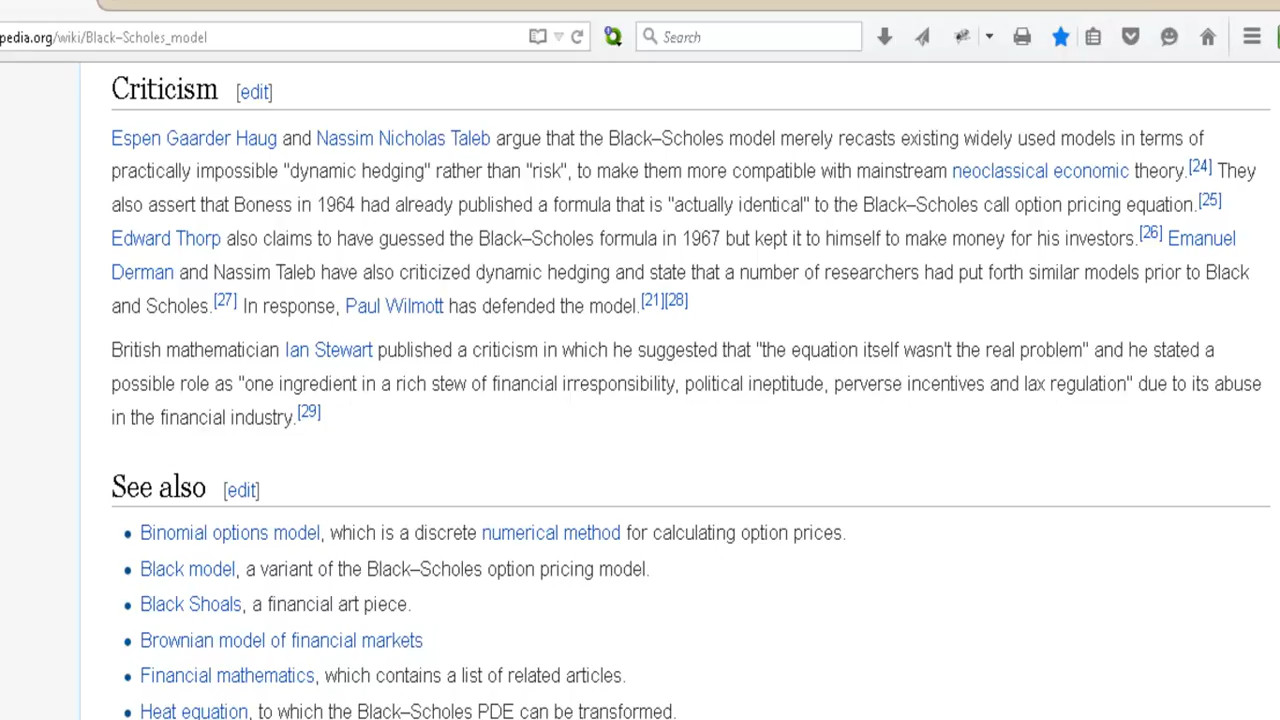 pedia.org/wiki/Black–Scholes_model
Search
Criticism [edit]
Espen Gaarder Haug and Nassim Nicholas Taleb argue that the Black–Scholes model merely recasts existing widely used models in terms of
practically impossible "dynamic hedging" rather than "risk", to make them more compatible with mainstream neoclassical economic theory.[24] They
also assert that Boness in 1964 had already published a formula that is "actually identical" to the Black–Scholes call option pricing equation.[25]
Edward Thorp also claims to have guessed the Black–Scholes formula in 1967 but kept it to himself to make money for his investors.[26] Emanuel
Derman and Nassim Taleb have also criticized dynamic hedging and state that a number of researchers had put forth similar models prior to Black
and Scholes.[27] In response, Paul Wilmott has defended the model.[21][28]
British mathematician Ian Stewart published a criticism in which he suggested that "the equation itself wasn't the real problem" and he stated a
possible role as "one ingredient in a rich stew of financial irresponsibility, political ineptitude, perverse incentives and lax regulation" due to its abuse
in the financial industry.[29]
See also [edit]
• Binomial options model, which is a discrete numerical method for calculating option prices.
• Black model, a variant of the Black–Scholes option pricing model.
• Black Shoals, a financial art piece.
• Brownian model of financial markets
• Financial mathematics, which contains a list of related articles.
• Heat equation, to which the Black–Scholes PDE can be transformed.